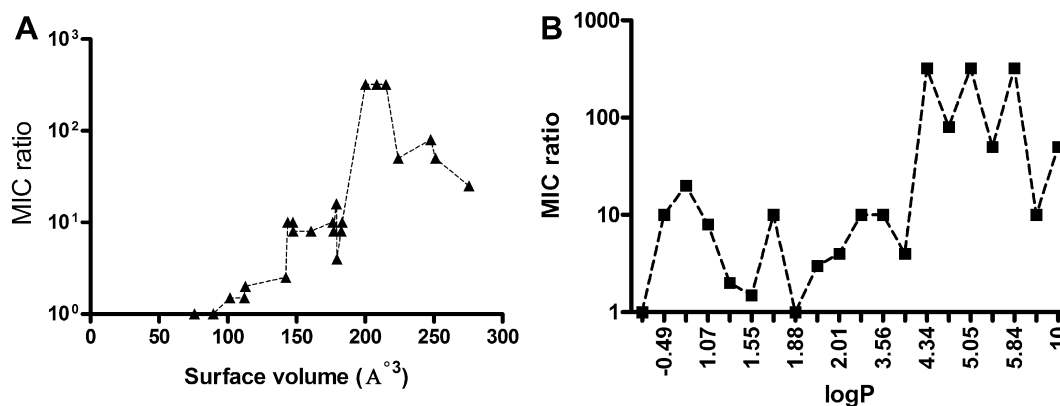 A
10³
10²
10¹
10⁰
MIC ratio
0 50 100 150 200 250 300
Surface volume (A°³)
B
1000
100
10
1
MIC ratio
-0.49 1.07 1.55 1.88 2.01 3.56 4.34 5.05 5.84 10
logP